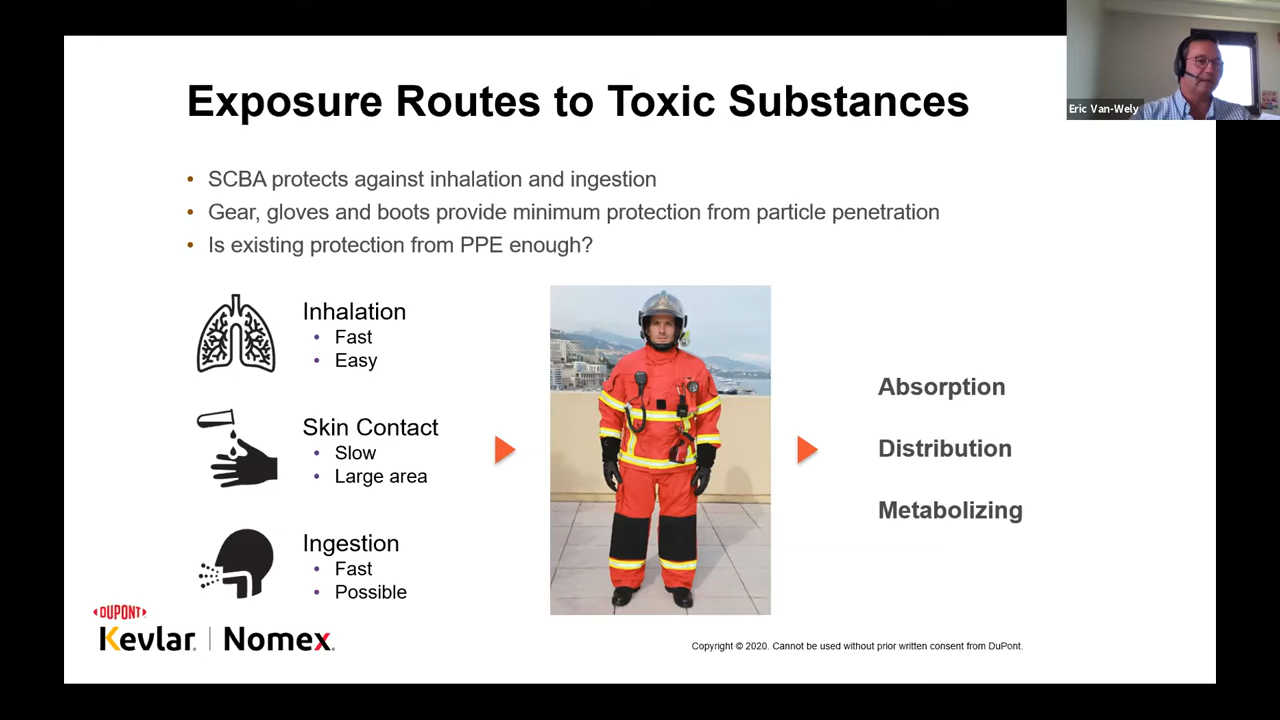 Exposure Routes to Toxic Substances
Eric Van-Wely
• SCBA protects against inhalation and ingestion
• Gear, gloves and boots provide minimum protection from particle penetration
• Is existing protection from PPE enough?
Inhalation
• Fast
• Easy
Skin Contact
• Slow
• Large area
Ingestion
• Fast
• Possible
Absorption
Distribution
Metabolizing
DUPONT
Kevlar® | Nomex®
Copyright © 2020. Cannot be used without prior written consent from DuPont.